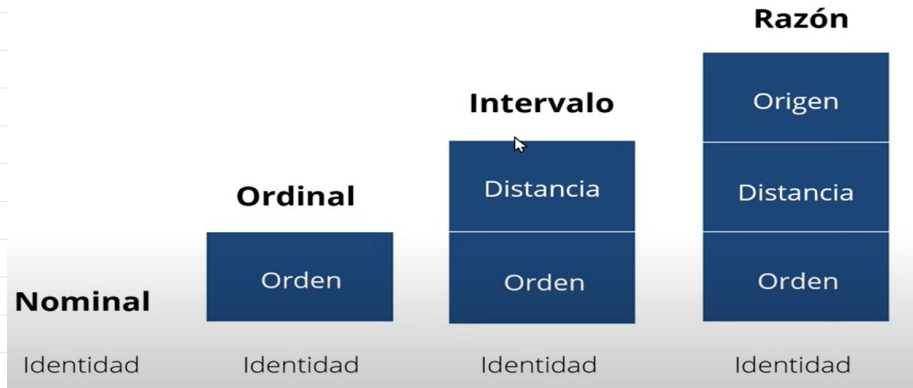 Razón
Origen
Intervalo
Distancia
Distancia
Ordinal
Orden
Orden
Orden
Nominal
Identidad
Identidad
Identidad
Identidad